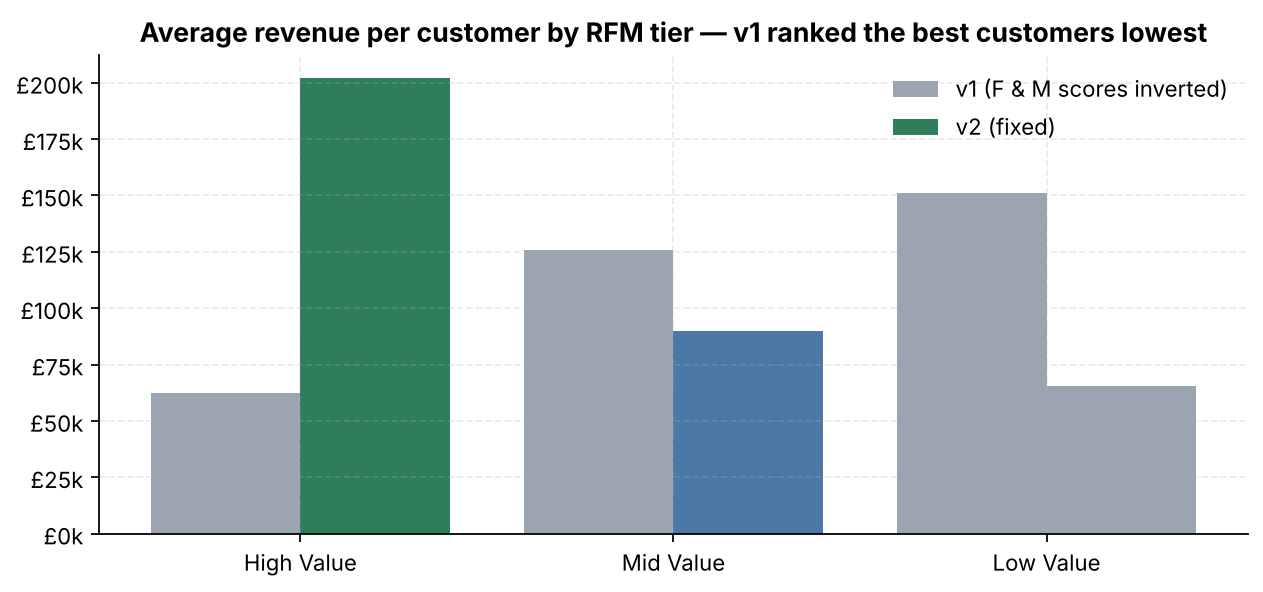 Average revenue per customer by RFM tier — v1 ranked the best customers lowest
£200k
£175k
£150k
£125k
£100k
£75k
£50k
£25k
£0k
v1 (F & M scores inverted)
v2 (fixed)
High Value
Mid Value
Low Value